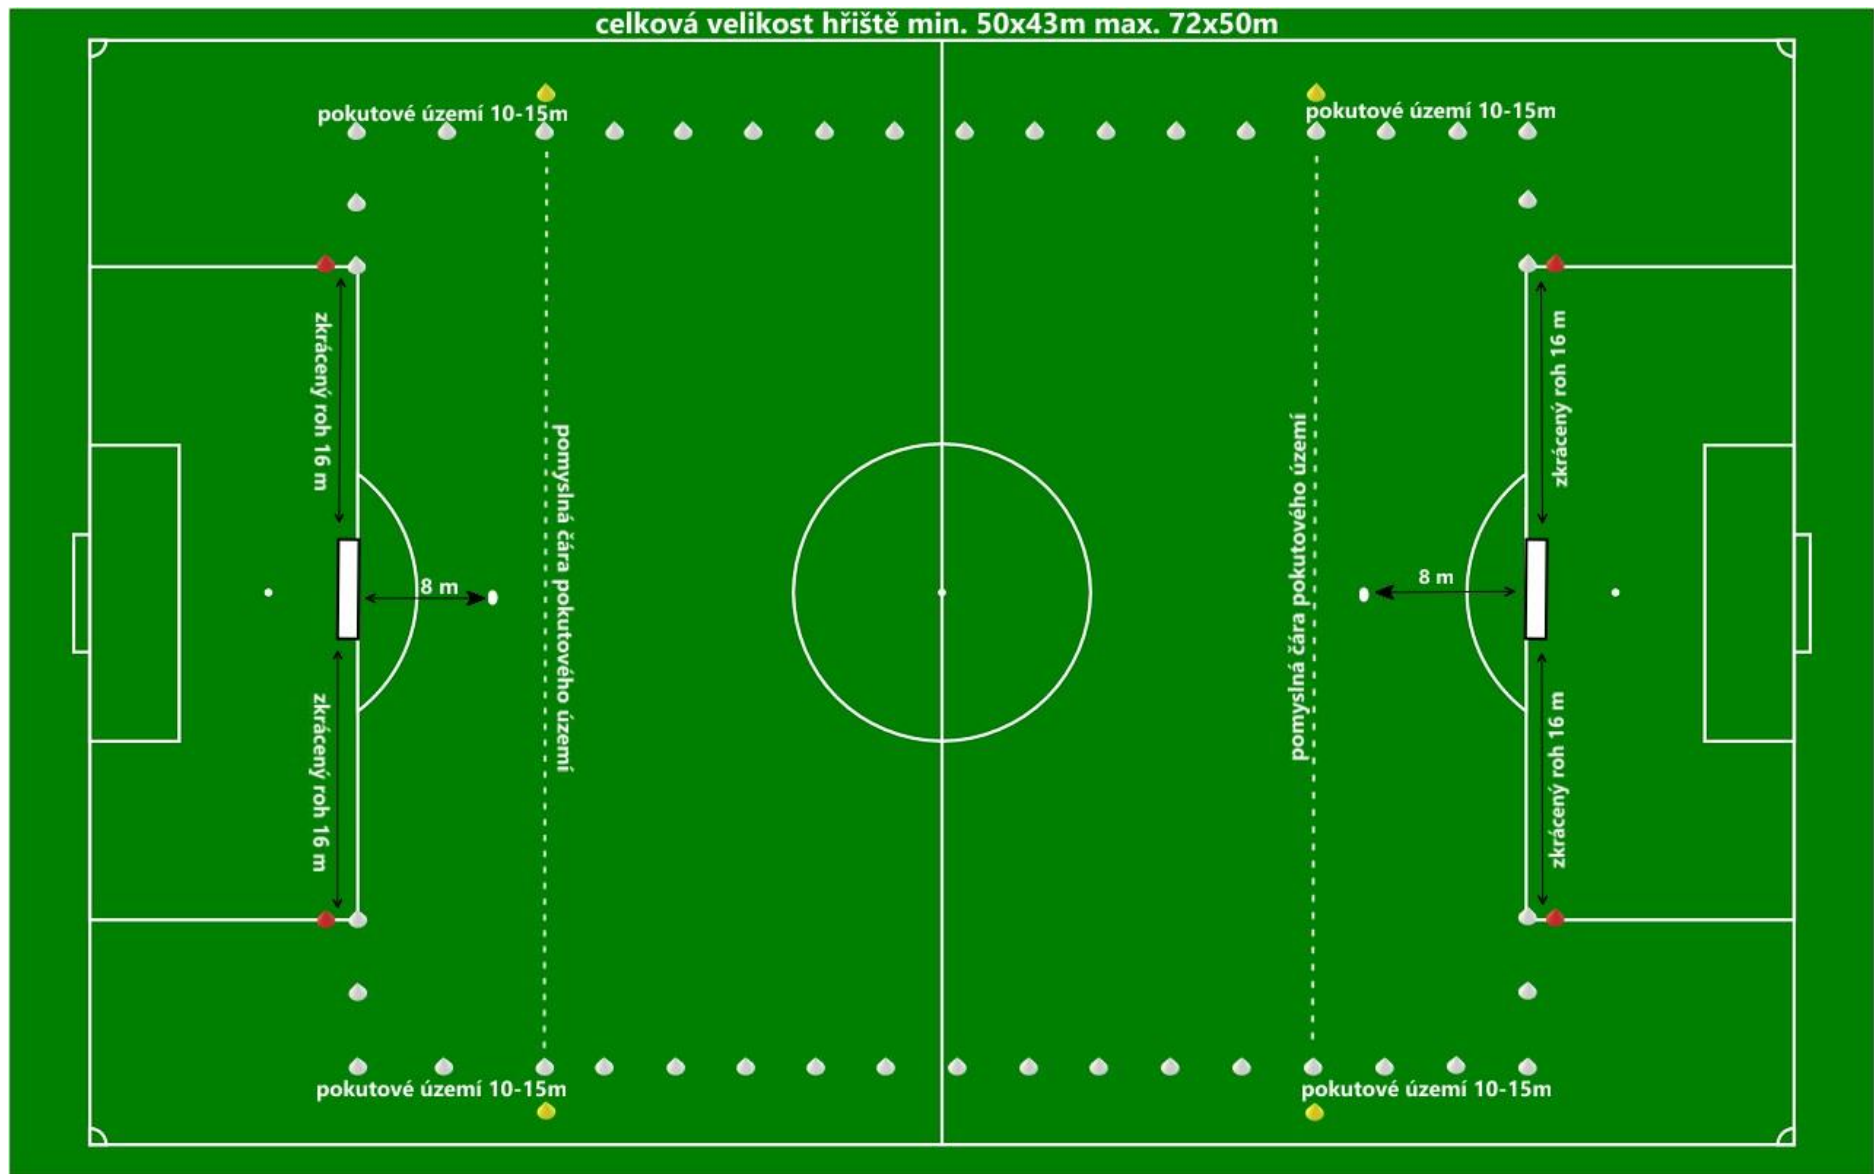 celková velikost hřiště min. 50x43m max. 72x50m
pokutové území 10-15m
pokutové území 10-15m
zkrácený roh 16 m
zkrácený roh 16 m
pomyslná čára pokutového území
pomyslná čára pokutového území
8 m
8 m
zkrácený roh 16 m
zkrácený roh 16 m
pokutové území 10-15m
pokutové území 10-15m